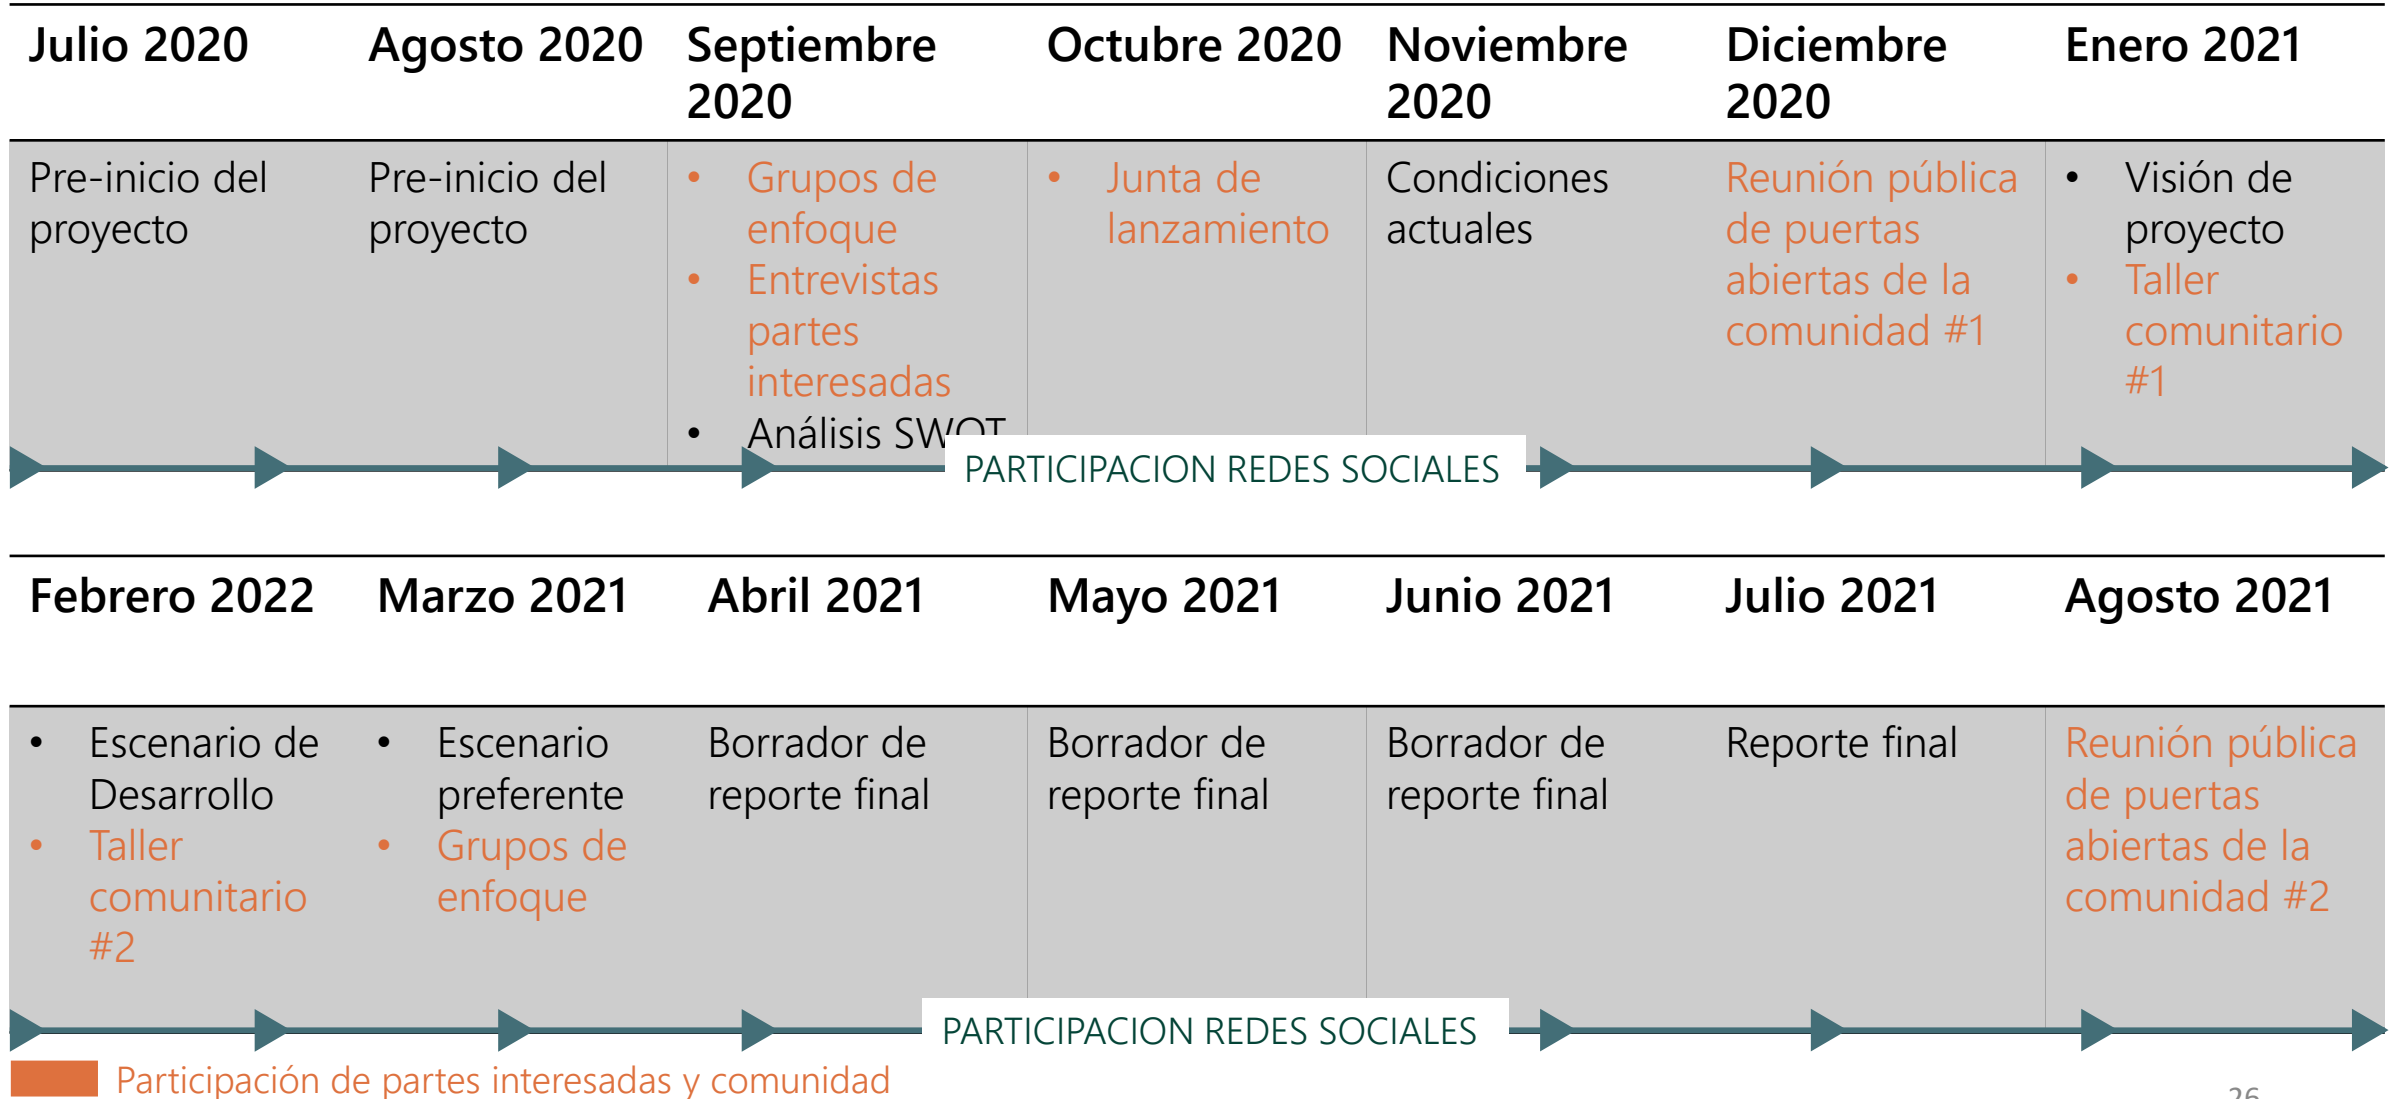 Julio 2020
Agosto 2020
Septiembre
2020
Octubre 2020
Noviembre
2020
Diciembre
2020
Enero 2021
Pre-inicio del
proyecto
Pre-inicio del
proyecto
• Grupos de
enfoque
• Entrevistas
partes
interesadas
• Análisis SWOT
• Junta de
lanzamiento
Condiciones
actuales
Reunión pública
de puertas
abiertas de la
comunidad #1
• Visión de
proyecto
• Taller
comunitario
#1
PARTICIPACION REDES SOCIALES
Febrero 2022
Marzo 2021
Abril 2021
Mayo 2021
Junio 2021
Julio 2021
Agosto 2021
• Escenario de
Desarrollo
• Taller
comunitario
#2
• Escenario
preferente
• Grupos de
enfoque
Borrador de
reporte final
Borrador de
reporte final
Borrador de
reporte final
Reporte final
Reunión pública
de puertas
abiertas de la
comunidad #2
PARTICIPACION REDES SOCIALES
Participación de partes interesadas y comunidad
26